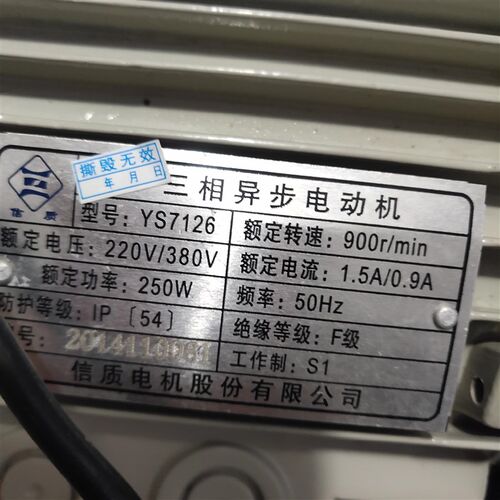 撕毁无效
年 月 日
三相异步电动机
信质
型号: YS7126
额定转速: 900r/min
额定电压: 220V/380V
额定电流: 1.5A/0.9A
额定功率: 250W
频率: 50Hz
防护等级: IP〔54〕
绝缘等级: F级
号:
工作制: S1
信质电机股份有限公司